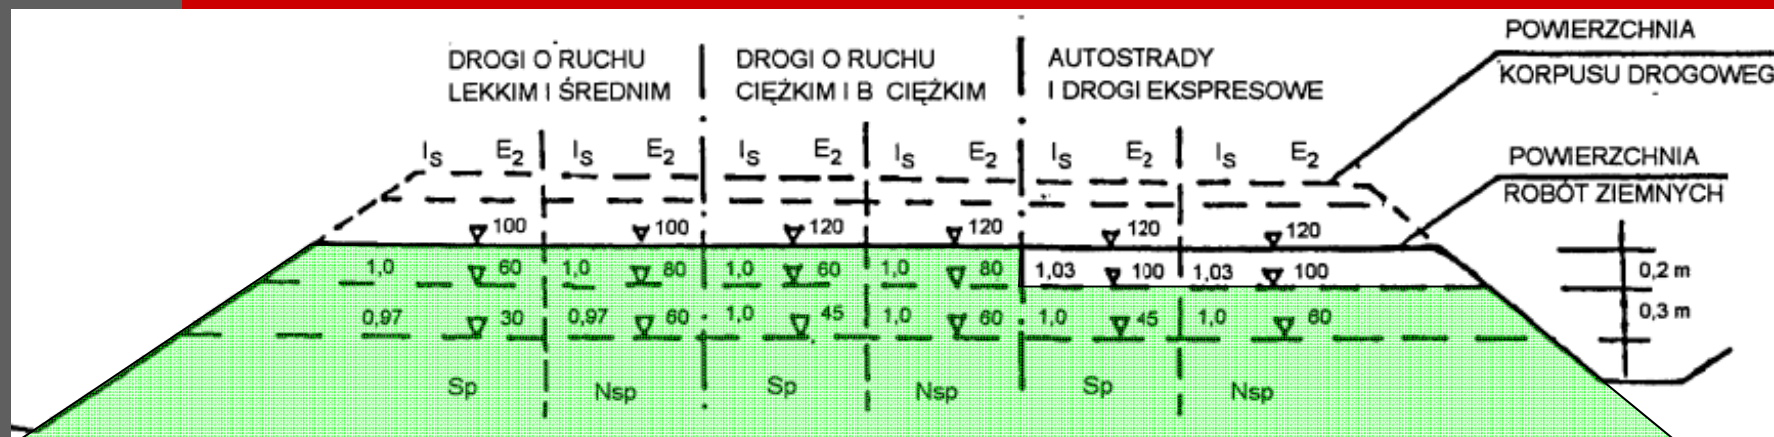 POWIERZCHNIA
KORPUSU DROGOWEG
DROGI O RUCHU
LEKKIM I ŚREDNIM
DROGI O RUCHU
CIĘŻKIM I B CIĘŻKIM
AUTOSTRADY
I DROGI EKSPRESOWE
POWIERZCHNIA
ROBÓT ZIEMNYCH
IS E2 IS E2 IS E2 IS E2 IS E2 IS E2
100 100 120 120 120 120
1,0 60 1,0 80 1,0 60 1,0 80 1,03 100 1,03 100 0,2 m
0,97 30 0,97 60 1,0 45 1,0 60 1,0 45 1,0 60 0,3 m
Sp Nsp Sp Nsp Sp Nsp